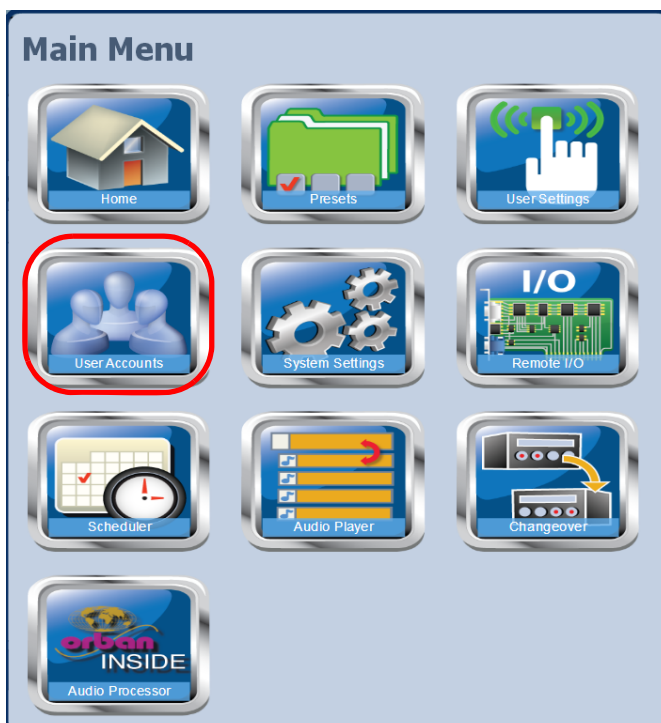 Main Menu
Home
Presets
User Settings
User Accounts
System Settings
I/O
Remote I/O
Scheduler
Audio Player
Changeover
orban
INSIDE
Audio Processor